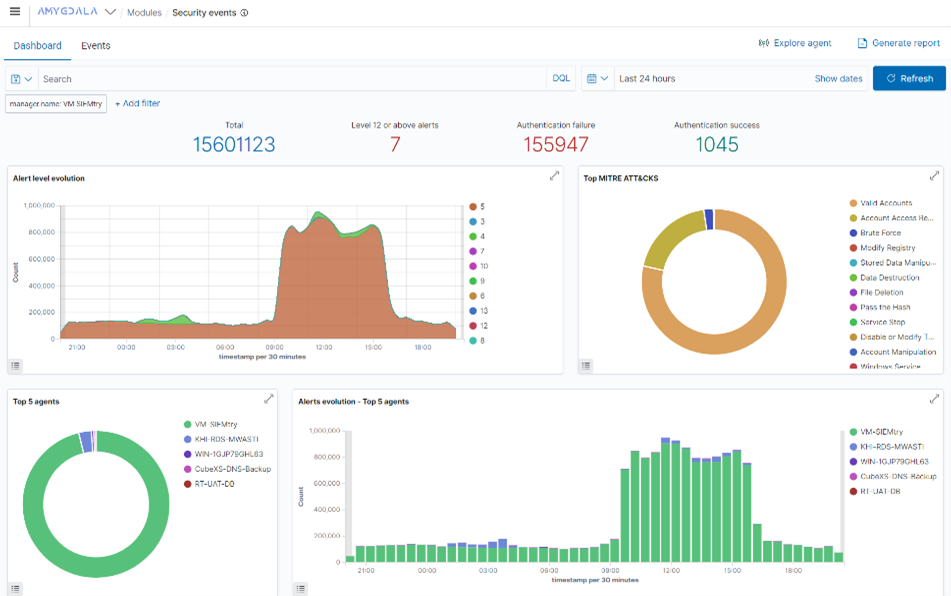 AMYGDALA / Modules / Security events
Dashboard Events Explore agent Generate report
Search DQL Last 24 hours Show dates Refresh
manager.name: VM-SIEMtry + Add filter
Total Level 12 or above alerts Authentication failure Authentication success
15601123 7 155947 1045
Alert level evolution
1,000,000
800,000
600,000
400,000
200,000
0
Count
21:00 00:00 03:00 06:00 09:00 12:00 15:00 18:00
timestamp per 30 minutes
5
3
4
7
10
9
6
13
12
8
Top MITRE ATT&CKS
Valid Accounts
Account Access Re...
Brute Force
Modify Registry
Stored Data Manipu...
Data Destruction
File Deletion
Pass the Hash
Service Stop
Disable or Modify T...
Account Manipulation
Windows Service
Top 5 agents
VM-SIEMtry
KHI-RDS-MWASTI
WIN-1GJP79GHL63
CubeXS-DNS-Backup
RT-UAT-DB
Alerts evolution - Top 5 agents
1,000,000
800,000
600,000
400,000
200,000
0
Count
21:00 00:00 03:00 06:00 09:00 12:00 15:00 18:00
timestamp per 30 minutes
VM-SIEMtry
KHI-RDS-MWASTI
WIN-1GJP79GHL63
CubeXS-DNS-Backup
RT-UAT-DB